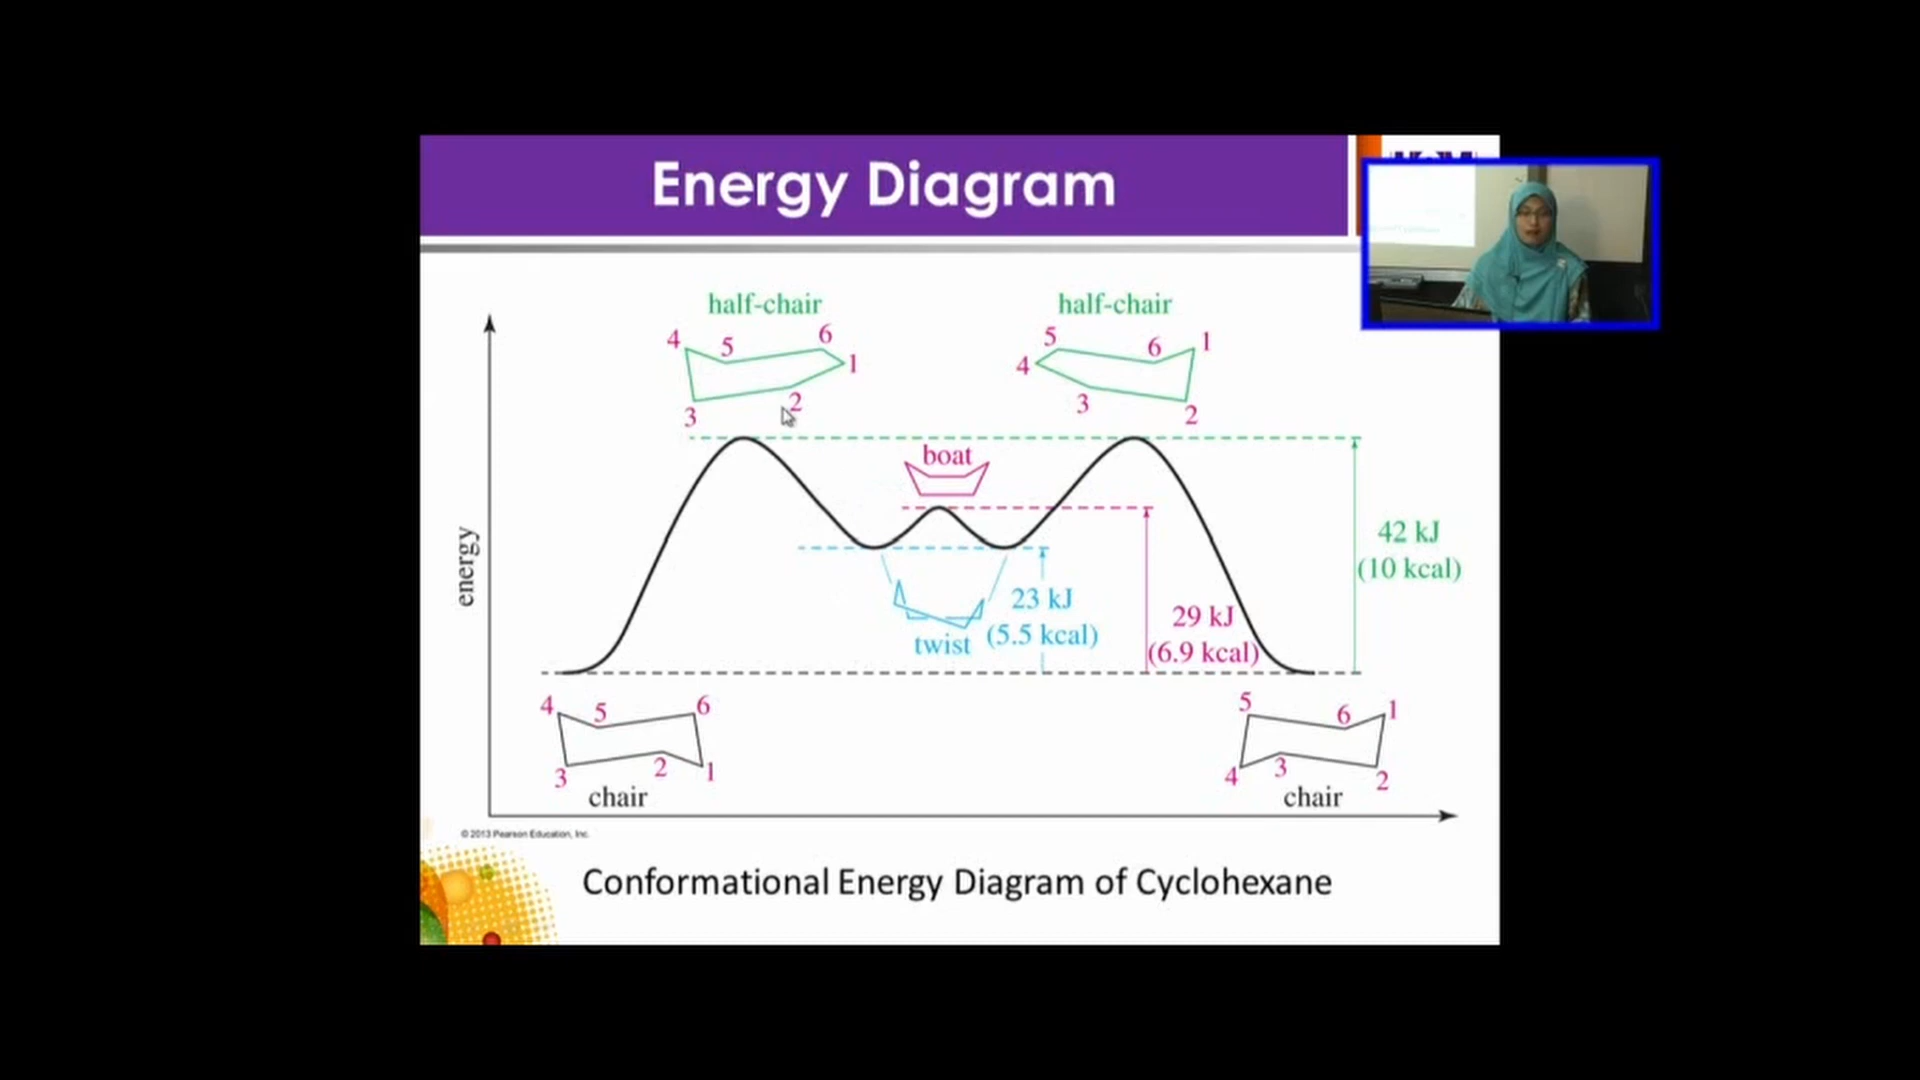 Energy Diagram
half-chair
4 5 6 1 2 3
half-chair
5 6 1 4 3 2
boat
energy
42 kJ
(10 kcal)
23 kJ
(5.5 kcal)
twist
29 kJ
(6.9 kcal)
4 5 6 3 2 1
chair
5 6 1 4 3 2
chair
© 2013 Pearson Education, Inc.
Conformational Energy Diagram of Cyclohexane